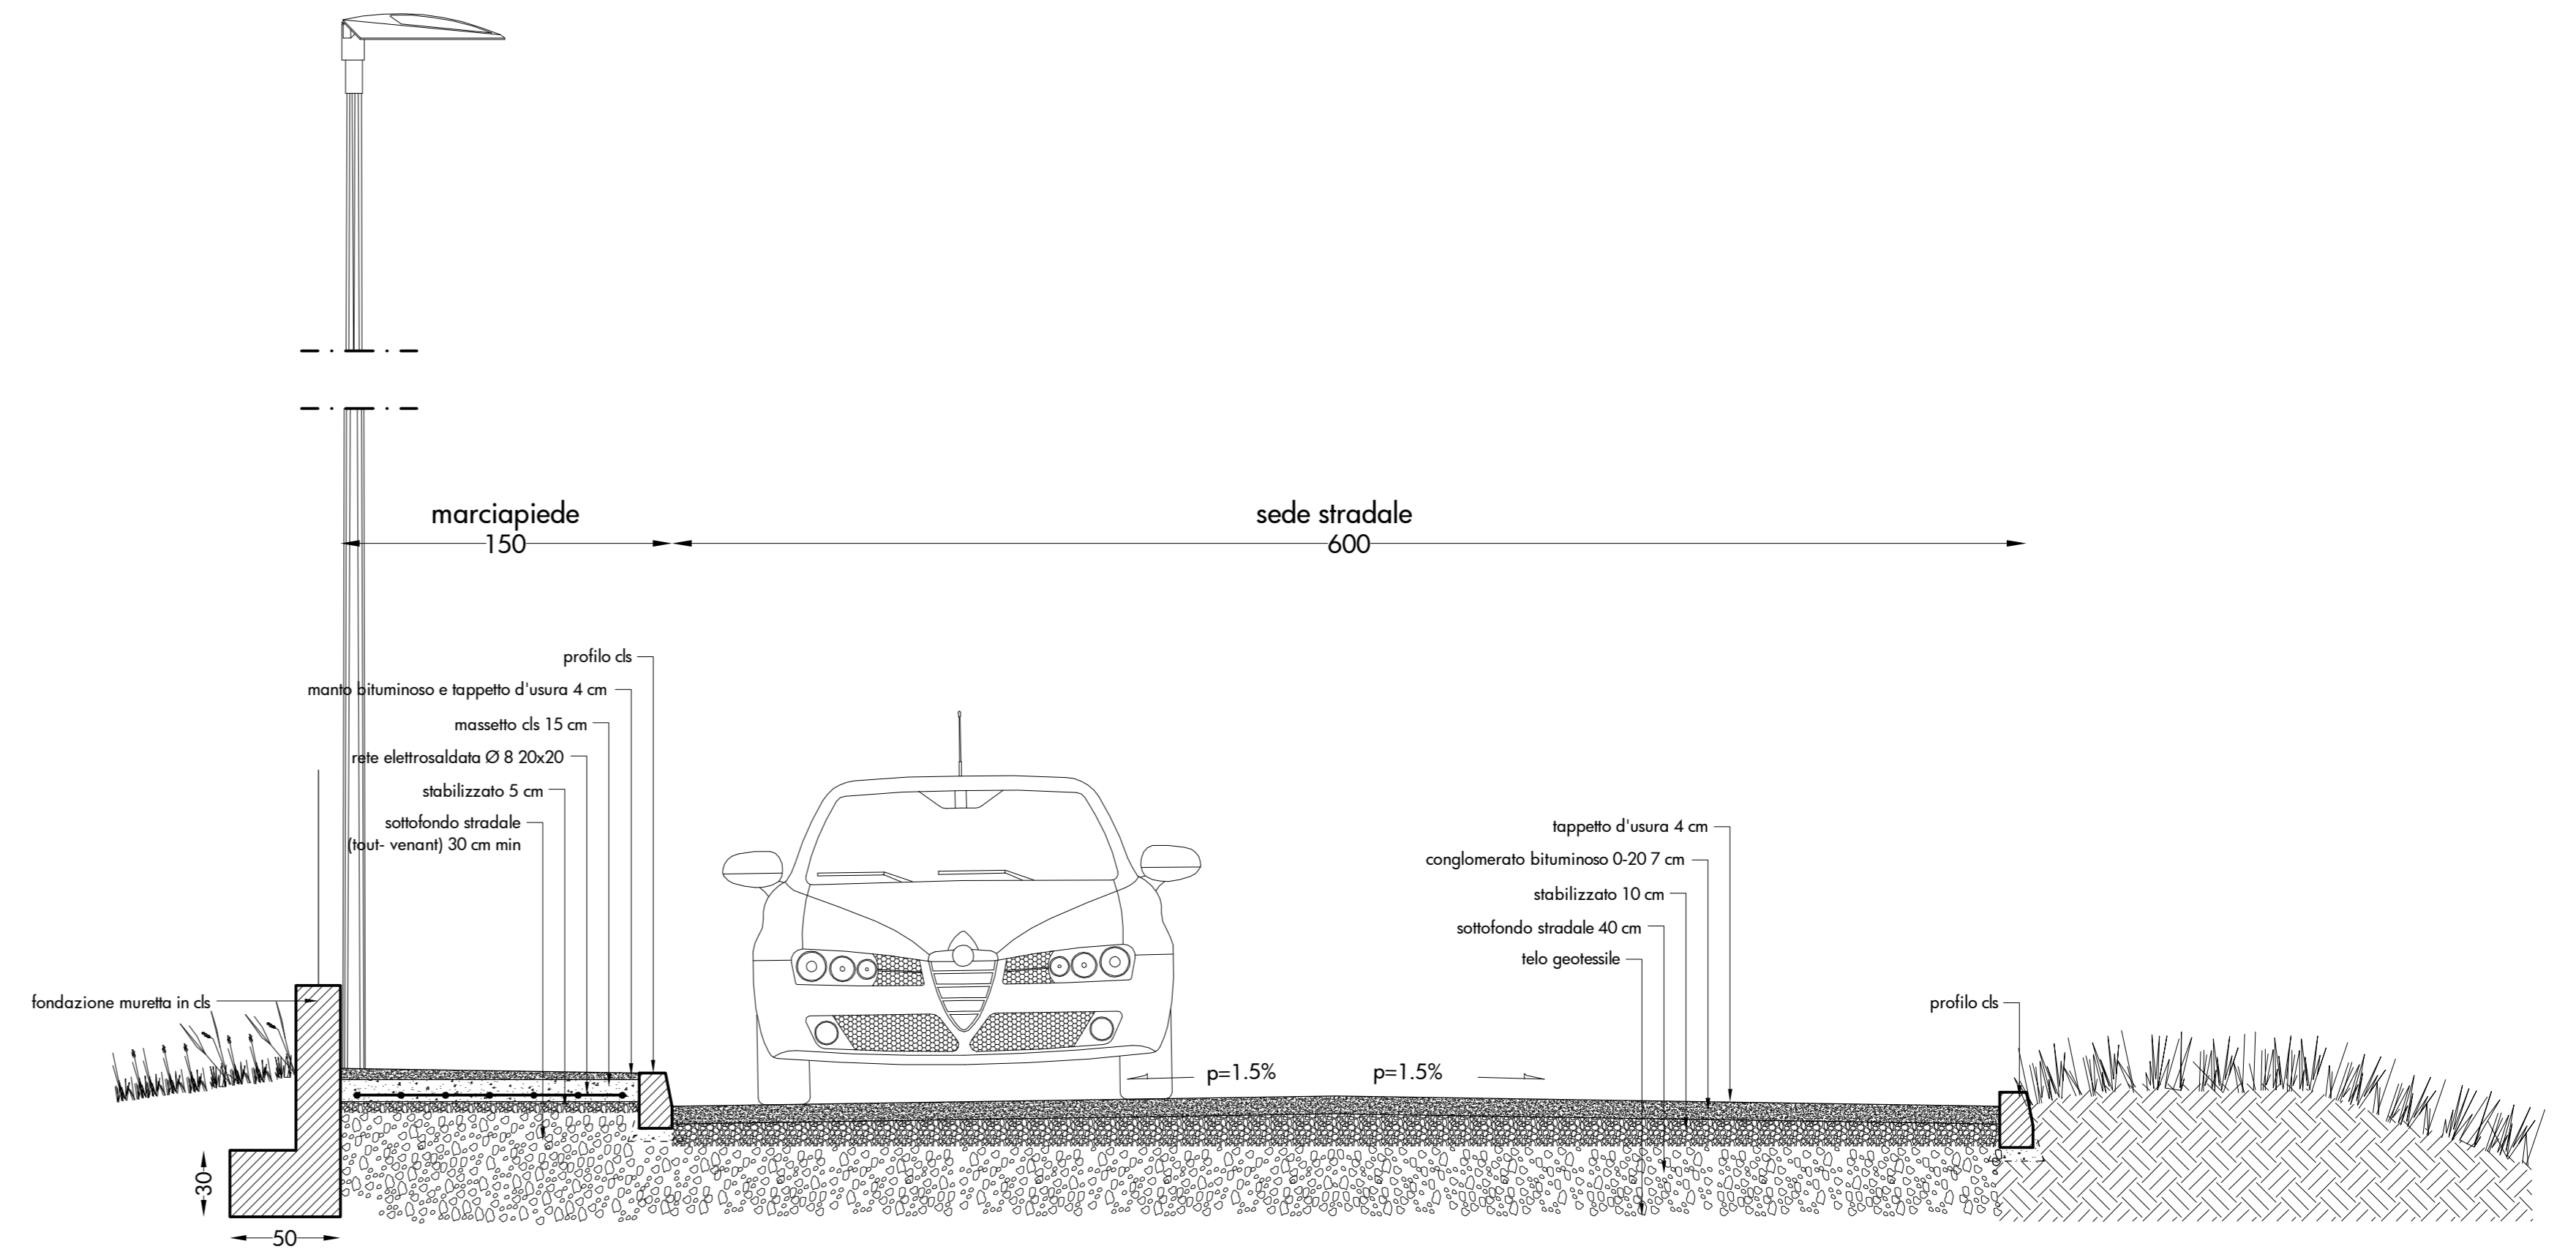 marciapiede
150
sede stradale
600
profilo cls
manto bituminoso e tappetto d'usura 4 cm
massetto cls 15 cm
rete elettrosaldata Ø 8 20x20
stabilizzato 5 cm
sottofondo stradale
(tout- venant) 30 cm min
fondazione muretta in cls
30
50
p=1.5%
p=1.5%
tappetto d'usura 4 cm
conglomerato bituminoso 0-20 7 cm
stabilizzato 10 cm
sottofondo stradale 40 cm
telo geotessile
profilo cls